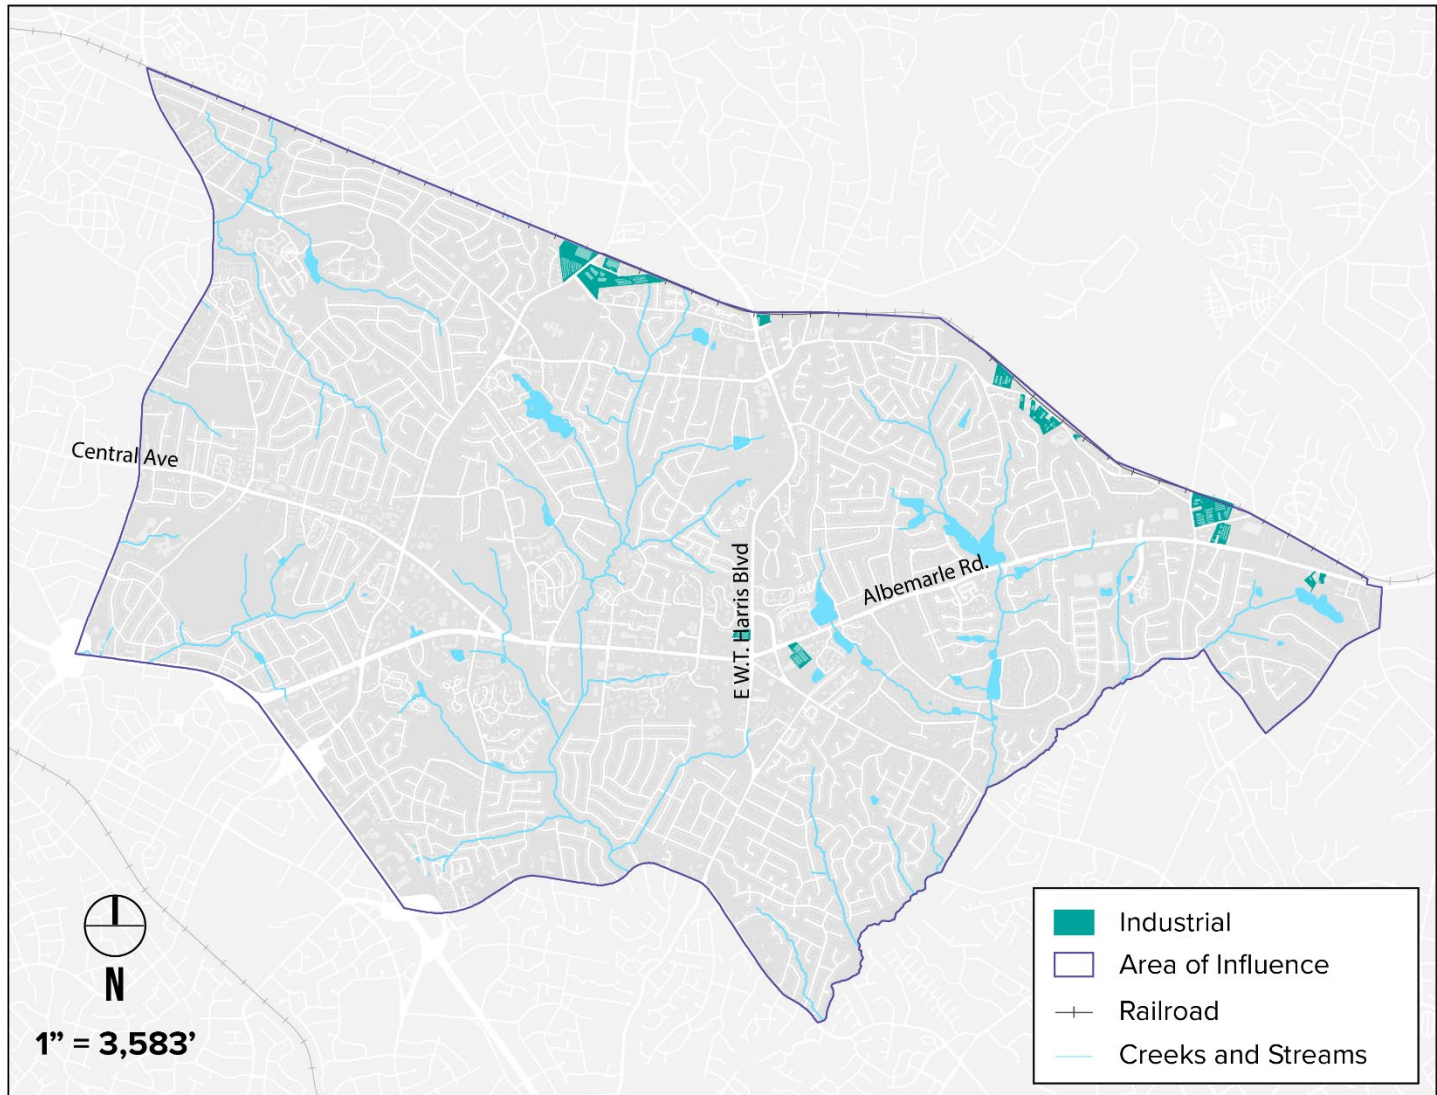 Central Ave
E W.T. Harris Blvd
Albemarle Rd.
N
1” = 3,583’
Industrial
Area of Influence
Railroad
Creeks and Streams